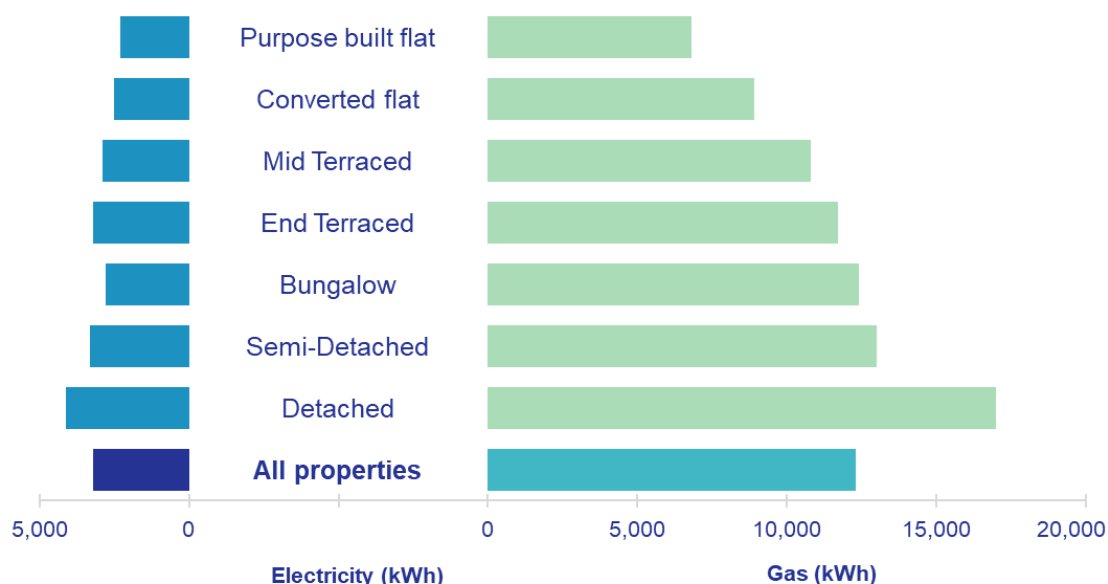 Purpose built flat
Converted flat
Mid Terraced
End Terraced
Bungalow
Semi-Detached
Detached
All properties
5,000 0 0 5,000 10,000 15,000 20,000
Electricity (kWh) Gas (kWh)